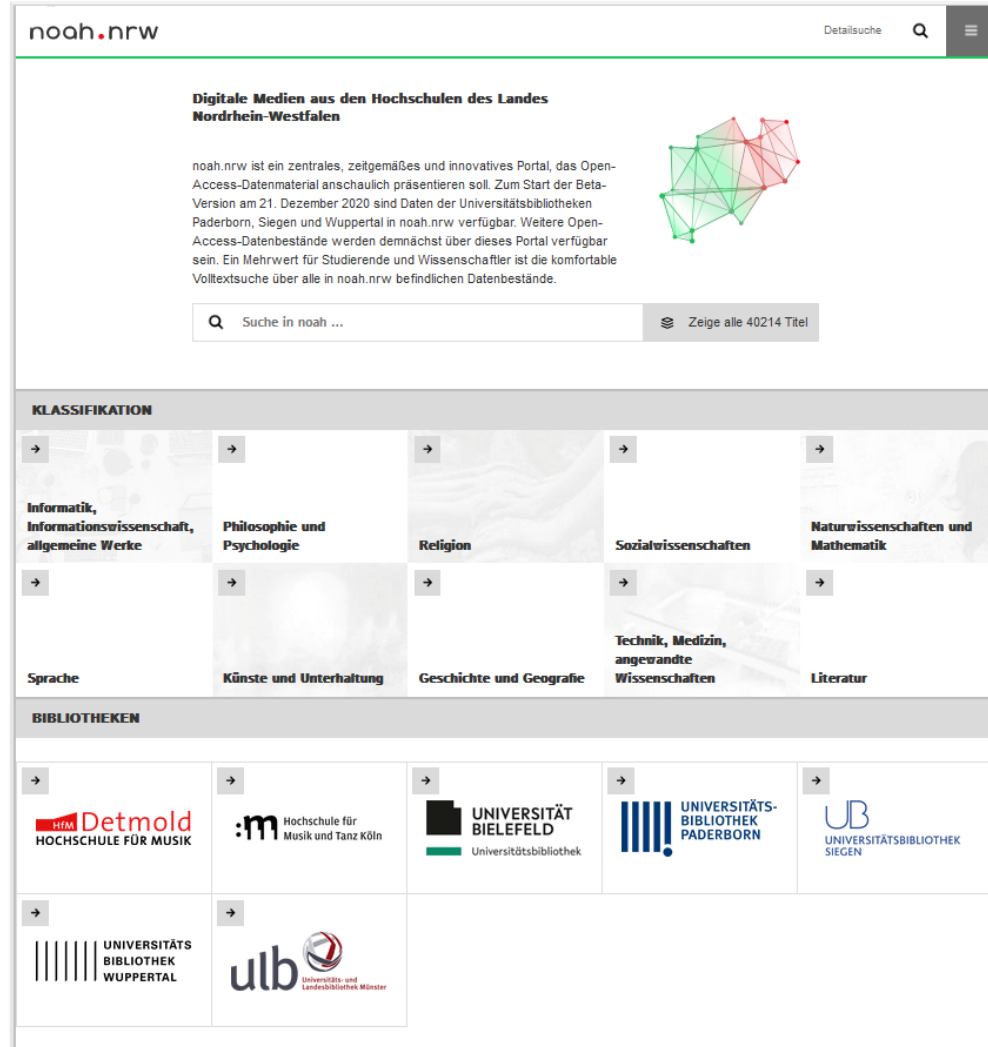 noah.nrw
Detailsuche
Digitale Medien aus den Hochschulen des Landes
Nordrhein-Westfalen
noah.nrw ist ein zentrales, zeitgemäßes und innovatives Portal, das Open-
Access-Datenmaterial anschaulich präsentieren soll. Zum Start der Beta-
Version am 21. Dezember 2020 sind Daten der Universitätsbibliotheken
Paderborn, Siegen und Wuppertal in noah.nrw verfügbar. Weitere Open-
Access-Datenbestände werden demnächst über dieses Portal verfügbar
sein. Ein Mehrwert für Studierende und Wissenschaftler ist die komfortable
Volltextsuche über alle in noah.nrw befindlichen Datenbestände.
Suche in noah ...
Zeige alle 40214 Titel
KLASSIFIKATION
Informatik,
Informationswissenschaft,
allgemeine Werke
Philosophie und
Psychologie
Religion
Sozialwissenschaften
Naturwissenschaften und
Mathematik
Sprache
Künste und Unterhaltung
Geschichte und Geografie
Technik, Medizin,
angewandte
Wissenschaften
Literatur
BIBLIOTHEKEN
HfM Detmold
HOCHSCHULE FÜR MUSIK
:m Hochschule für
Musik und Tanz Köln
UNIVERSITÄT
BIELEFELD
Universitätsbibliothek
UNIVERSITÄTS-
BIBLIOTHEK
PADERBORN
UB
UNIVERSITÄTSBIBLIOTHEK
SIEGEN
UNIVERSITÄTS
BIBLIOTHEK
WUPPERTAL
ulb
Universitäts- und
Landesbibliothek Münster